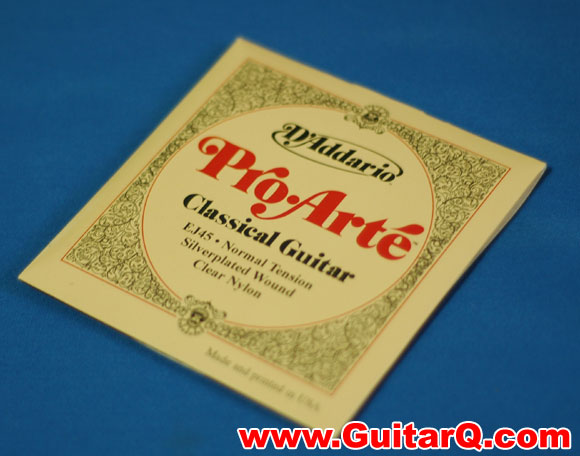 D'Addario
Pro·Arté
Classical Guitar
EJ45 • Normal Tension
Silverplated Wound
Clear Nylon
Made and printed in USA
www.GuitarQ.com